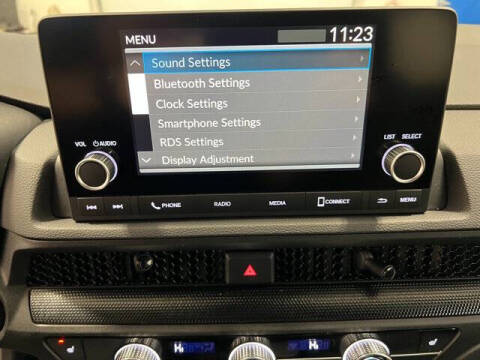 MENU
11:23
Sound Settings
Bluetooth Settings
Clock Settings
Smartphone Settings
RDS Settings
Display Adjustment
VOL AUDIO
LIST SELECT
PHONE RADIO MEDIA CONNECT MENU